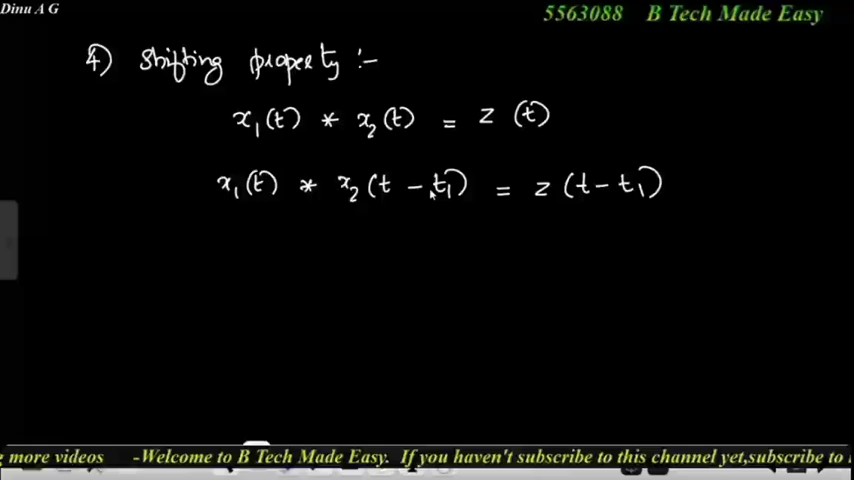 Dinu A G
5563088 B Tech Made Easy
4) Shifting property :-
x₁(t) * x₂(t) = z (t)
x₁(t) * x₂(t - t₁) = z (t - t₁)
more videos -Welcome to B Tech Made Easy. If you haven't subscribe to this channel yet,subscribe to